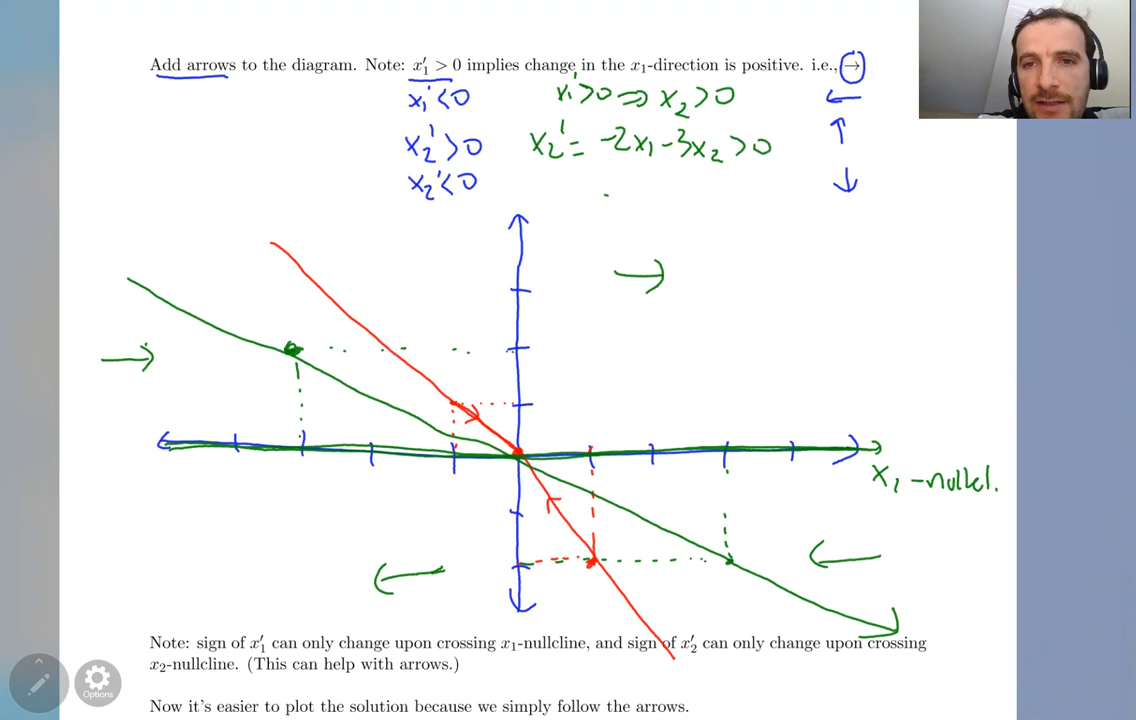 Add arrows to the diagram. Note: x₁′ > 0 implies change in the x₁-direction is positive. i.e., →
x₁′ < 0 x₁′ > 0 ⇒ x₂ > 0 ←
x₂′ > 0 x₂′ = -2x₁ - 3x₂ > 0 ↑
x₂′ < 0 ↓
x₁ - nullcl.
Note: sign of x₁′ can only change upon crossing x₁-nullcline, and sign of x₂′ can only change upon crossing
x₂-nullcline. (This can help with arrows.)
Options
Now it's easier to plot the solution because we simply follow the arrows.